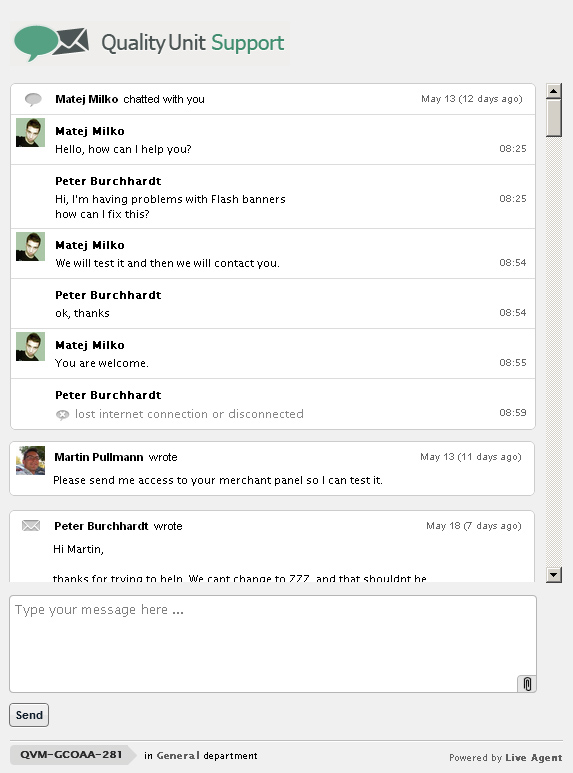 QualityUnit Support
Matej Milko chatted with you May 13 (12 days ago)
Matej Milko
Hello, how can I help you? 08:25
Peter Burchhardt
Hi, I'm having problems with Flash banners 08:25
how can I fix this?
Matej Milko
We will test it and then we will contact you. 08:54
Peter Burchhardt
ok, thanks 08:54
Matej Milko
You are welcome. 08:55
Peter Burchhardt
lost internet connection or disconnected 08:59
Martin Pullmann wrote May 13 (11 days ago)
Please send me access to your merchant panel so I can test it.
Peter Burchhardt wrote May 18 (7 days ago)
Hi Martin,
thanks for trying to help. We cant change to ZZZ, and that shouldnt be
Type your message here ...
Send
QVM-GCOAA-281 in General department Powered by Live Agent